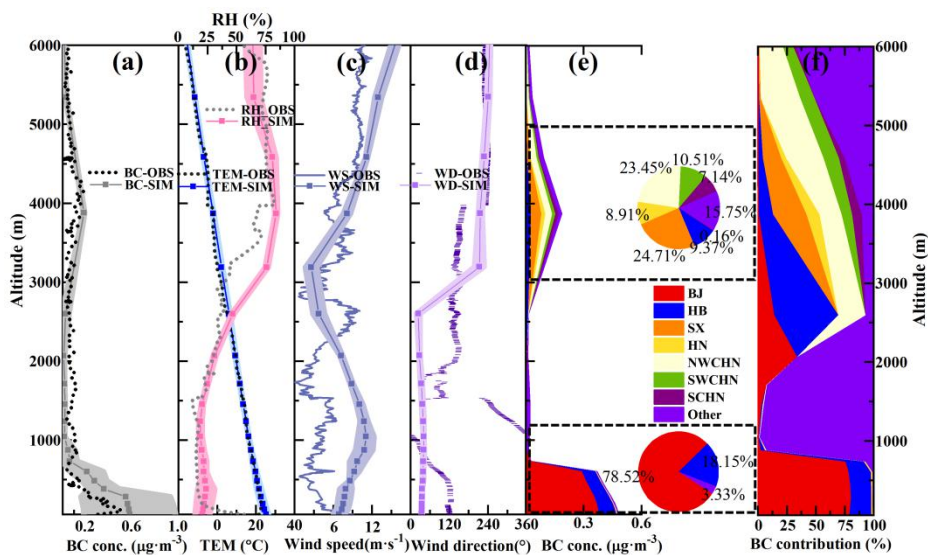 RH (%)
0 25 50 75 100
6000 (a) (b) (c) (d) (e) (f) 6000
5000 5000
RH_OBS
RH_SIM
BC-OBS TEM-OBS WS-OBS WD-OBS
BC-SIM TEM-SIM WS-SIM WD-SIM
10.51%
23.45% 7.14%
8.91% 15.75%
24.71% 9.37%
4000 4000
3000 3000
Altitude (m) Altitude (m)
BJ
HB
SX
HN
NWCHN
SWCHN
SCHN
Other
2000 2000
1000 1000
78.52% 18.15%
3.33%
0.2 0.6 1.0 0 20 40 4 8 12 16 0 120 240 360 0.3 0.6 0 25 50 75 100
BC conc. (μg·m-3) TEM (°C) Wind speed(m·s-1) Wind direction(°) BC conc. (μg·m-3) BC contribution (%)